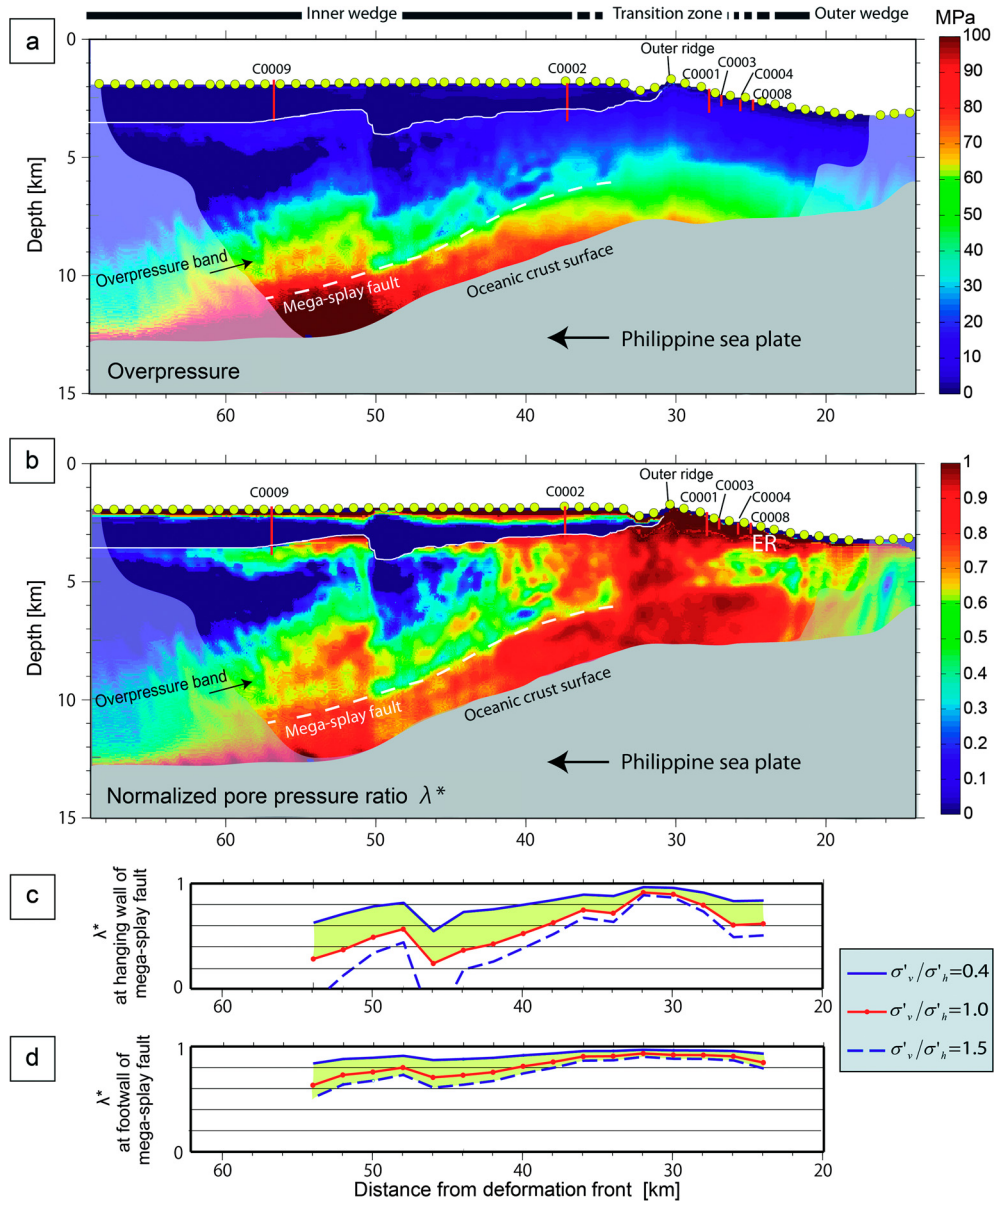 Inner wedge Transition zone Outer wedge
a
MPa
0
5
10
15
Depth [km]
Outer ridge
C0009
C0002
C0001
C0003
C0004
C0008
Overpressure band
Mega-splay fault
Oceanic crust surface
Philippine sea plate
Overpressure
60 50 40 30 20
100
90
80
70
60
50
40
30
20
10
0
b
0
5
10
15
Depth [km]
Outer ridge
C0009
C0002
C0001
C0003
C0004
C0008
ER
Overpressure band
Mega-splay fault
Oceanic crust surface
Philippine sea plate
Normalized pore pressure ratio λ*
60 50 40 30 20
1
0.9
0.8
0.7
0.6
0.5
0.4
0.3
0.2
0.1
0
c
λ*
at hanging wall of
mega-splay fault
1
0
60 50 40 30 20
d
λ*
at footwall of
mega-splay fault
1
0
60 50 40 30 20
Distance from deformation front [km]
σ'v/σ'h=0.4
σ'v/σ'h=1.0
σ'v/σ'h=1.5